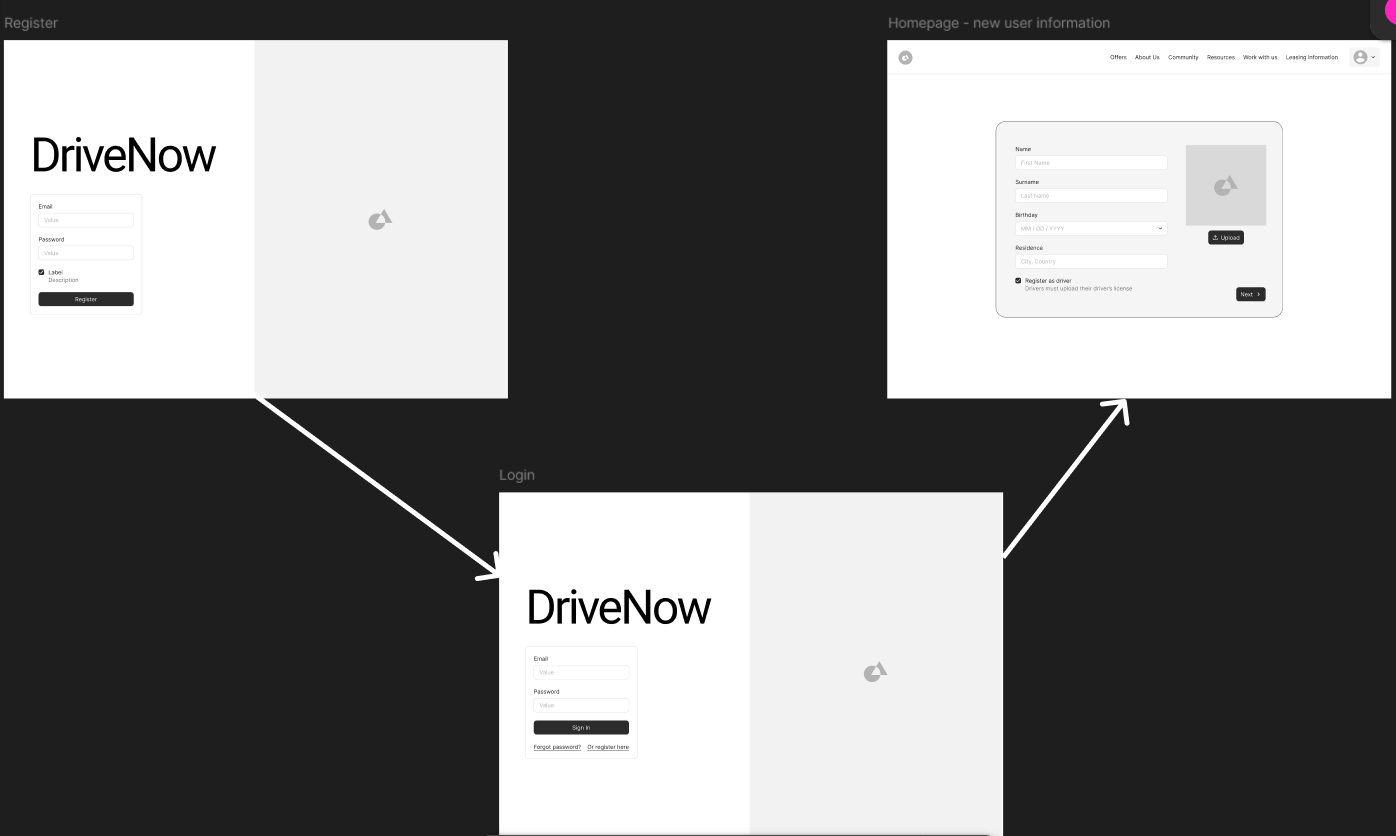 Register
DriveNow
Email
Value
Password
Value
Label
Description
Register
Homepage - new user information
Offers About Us Community Resources Work with us Leasing Information
Name
First Name
Surname
Last Name
Birthday
MM / DD / YYYY
Residence
City, Country
Register as driver
Drivers must upload their drivers license
Upload
Next
Login
DriveNow
Email
Value
Password
Value
Sign In
Forgot password? Or register here